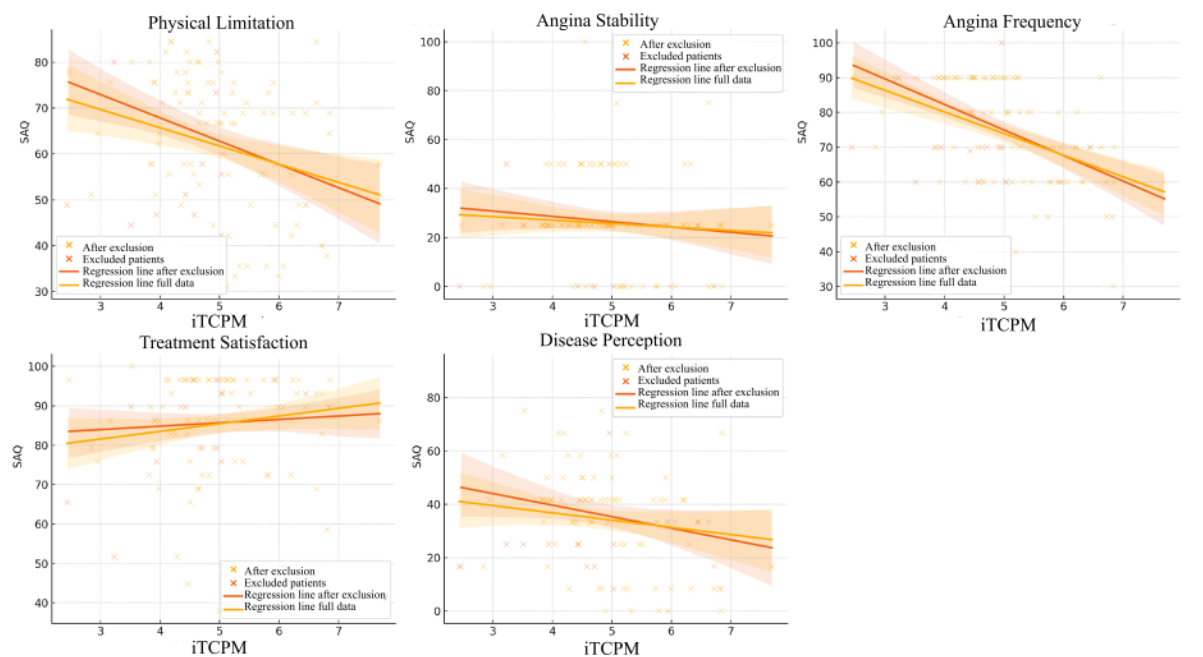 Physical Limitation
80
70
60
50
40
30
SAQ
After exclusion
Excluded patients
Regression line after exclusion
Regression line full data
3 4 5 6 7
iTCPM
Angina Stability
100
80
60
40
20
0
SAQ
After exclusion
Excluded patients
Regression line after exclusion
Regression line full data
3 4 5 6 7
iTCPM
Angina Frequency
100
90
80
70
60
50
40
30
SAQ
After exclusion
Excluded patients
Regression line after exclusion
Regression line full data
3 4 5 6 7
iTCPM
Treatment Satisfaction
100
90
80
70
60
50
40
SAQ
After exclusion
Excluded patients
Regression line after exclusion
Regression line full data
3 4 5 6 7
iTCPM
Disease Perception
80
60
40
20
0
SAQ
After exclusion
Excluded patients
Regression line after exclusion
Regression line full data
3 4 5 6 7
iTCPM